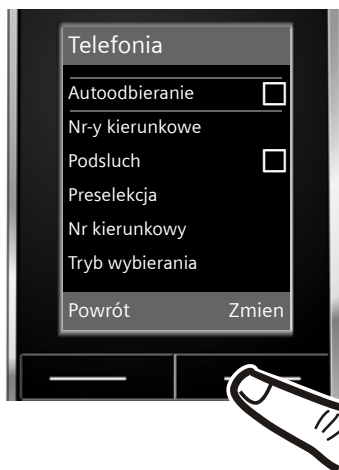 Telefonia
Autoodbieranie
Nr-y kierunkowe
Podsluch
Preselekcja
Nr kierunkowy
Tryb wybierania
Powrót Zmien